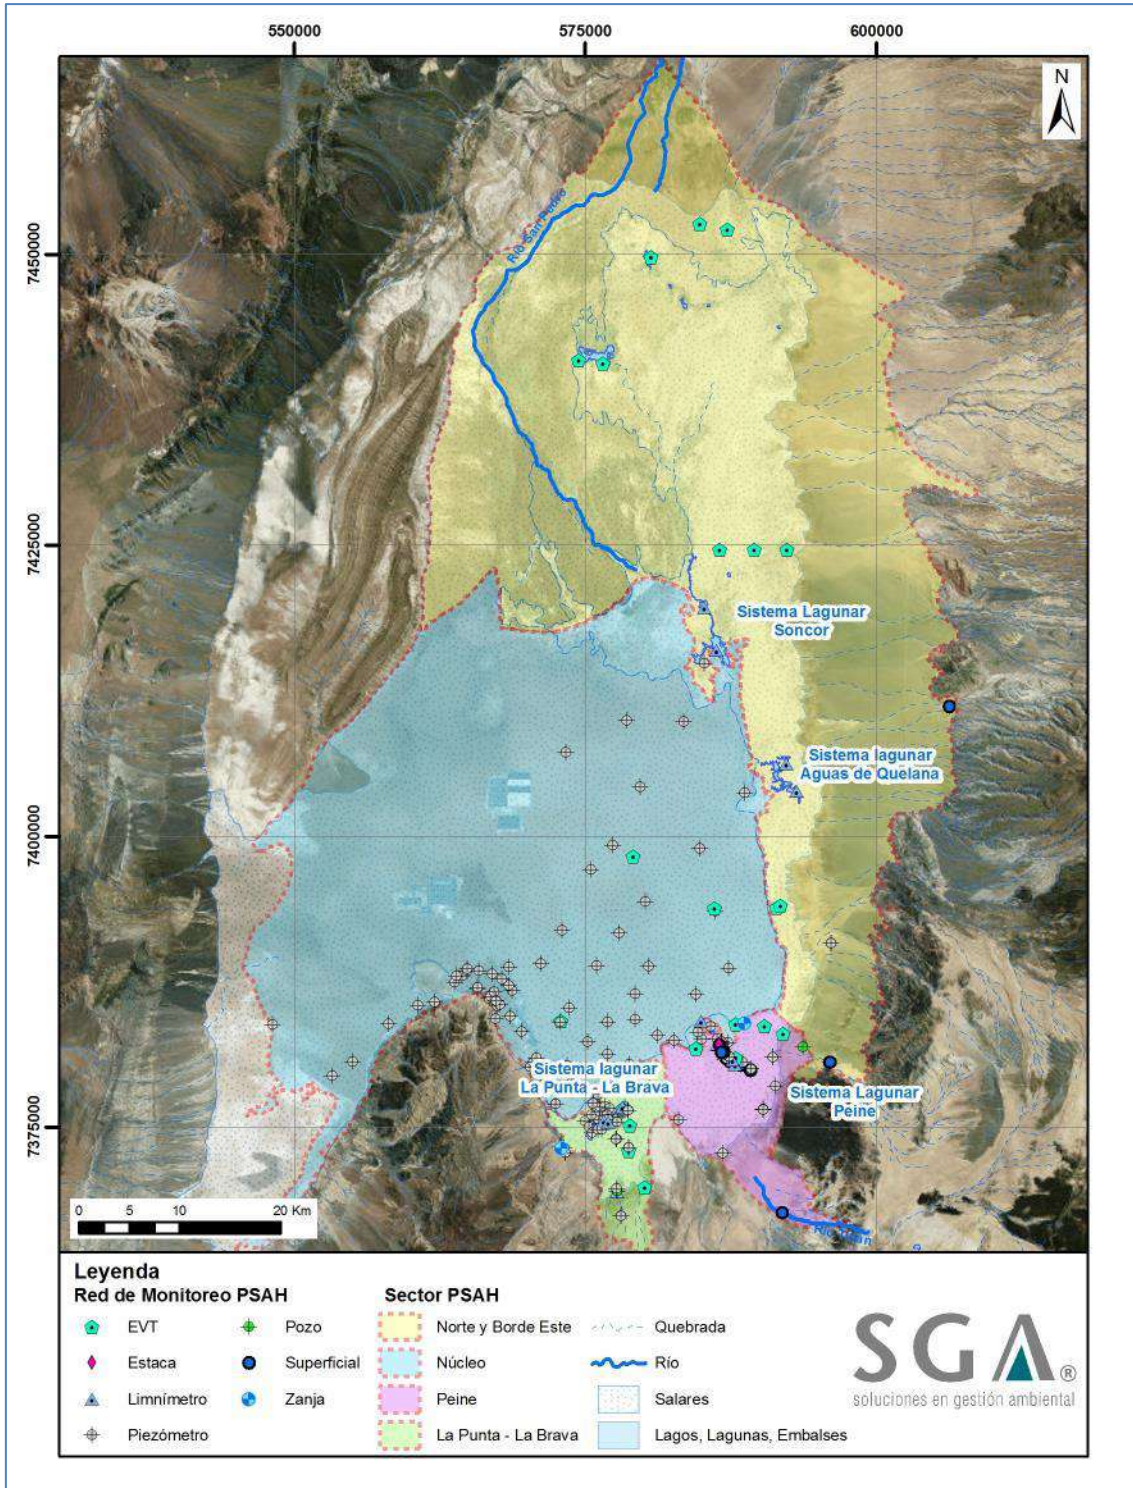 550000
575000
600000
N
7450000
7425000
7400000
7375000
Río San Pedro
Sistema Lagunar
Soncor
Sistema lagunar
Aguas de Quelana
Sistema lagunar
La Punta - La Brava
Sistema Lagunar
Peine
Río
0 5 10 20 Km
Leyenda
Red de Monitoreo PSAH
EVT
Pozo
Estaca
Superficial
Limnímetro
Zanja
Piezómetro
Sector PSAH
Norte y Borde Este
Quebrada
Núcleo
Río
Peine
Salares
La Punta - La Brava
Lagos, Lagunas, Embalses
SGA®
soluciones en gestión ambiental